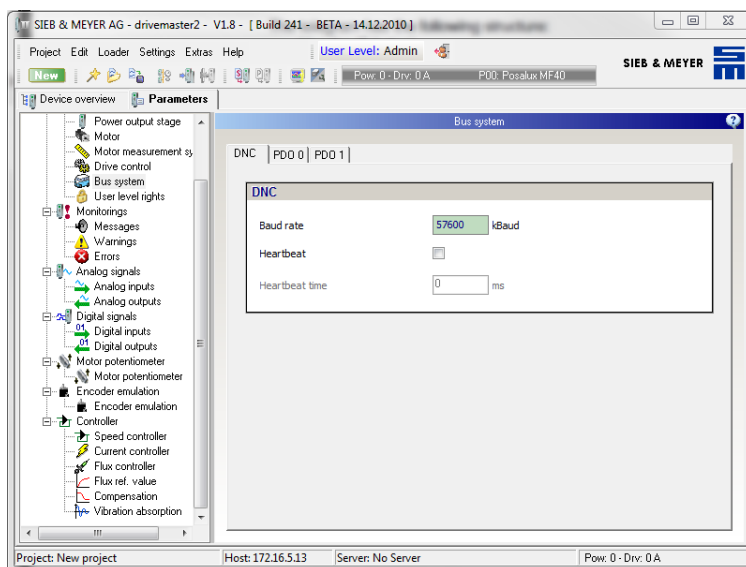 SIEB & MEYER AG - drivemaster2 - V1.8 - [ Build 241 - BETA - 14.12.2010 ]
Project Edit Loader Settings Extras Help
User Level: Admin
SIEB & MEYER
New
Pow: 0 - Drv: 0 A P00: Posalux MF40
Device overview Parameters
Power output stage
Motor
Motor measurement sy
Drive control
Bus system
User level rights
Monitorings
Messages
Warnings
Errors
Analog signals
Analog inputs
Analog outputs
Digital signals
Digital inputs
Digital outputs
Motor potentiometer
Motor potentiometer
Encoder emulation
Encoder emulation
Controller
Speed controller
Current controller
Flux controller
Flux ref. value
Compensation
Vibration absorption
Bus system
DNC PDO 0 PDO 1
DNC
Baud rate 57600 kBaud
Heartbeat
Heartbeat time 0 ms
Project: New project Host: 172.16.5.13 Server: No Server Pow: 0 - Drv: 0 A